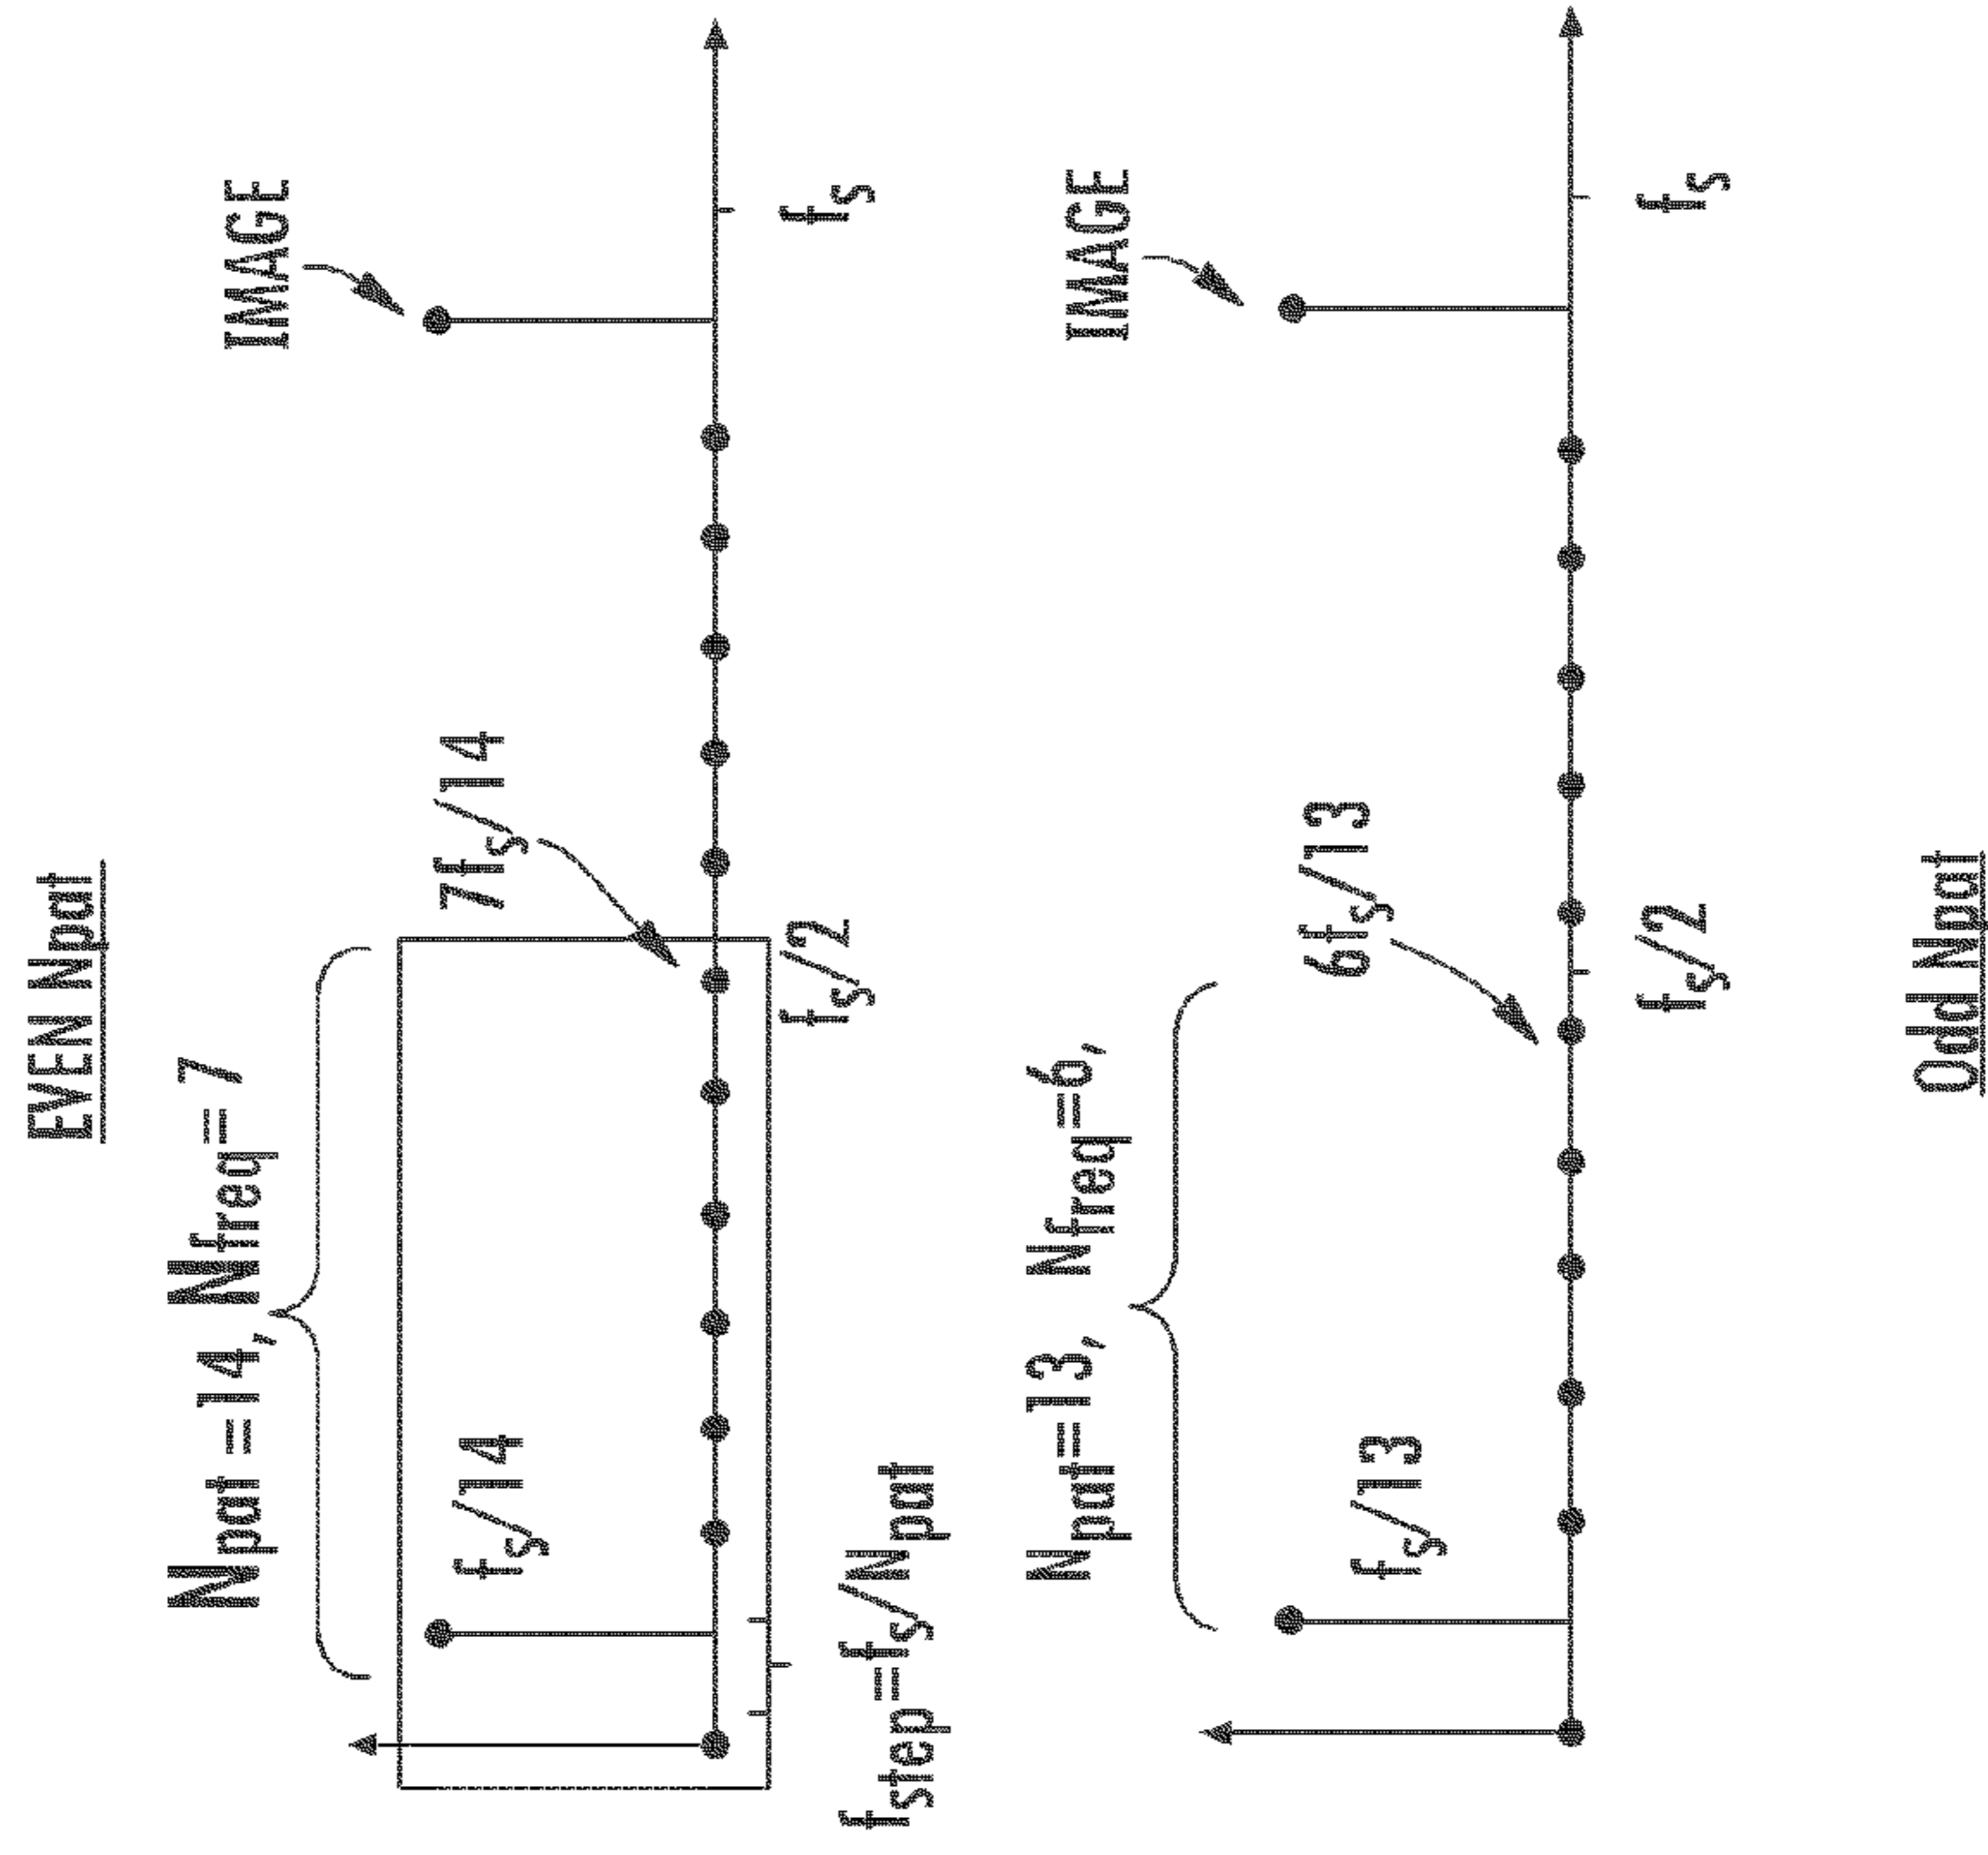 EVEN Npat
Npat =14, Nfreq=7
IMAGE
7fs/14
fs/14
fs/2
fs
fstep=fs/Npat
Npat=13, Nfreq=6,
IMAGE
6fs/13
fs/13
fs/2
fs
Odd Npat